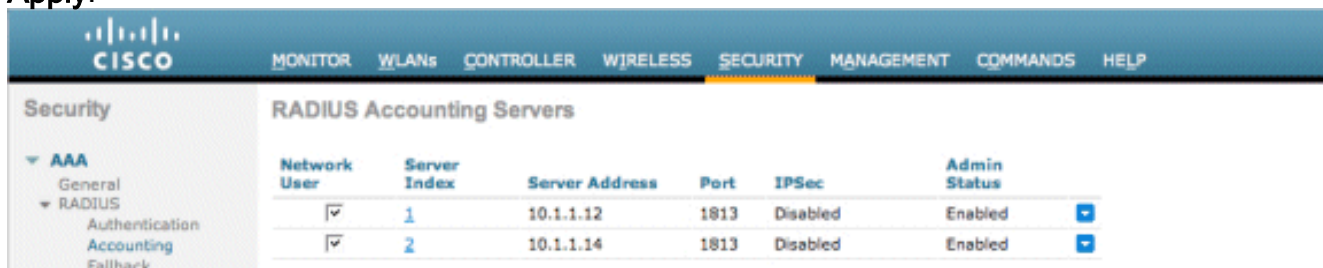 Apply.
CISCO
MONITOR WLANs CONTROLLER WIRELESS SECURITY MANAGEMENT COMMANDS HELP
Security
AAA
General
RADIUS
Authentication
Accounting
Fallback
RADIUS Accounting Servers
Network User Server Index Server Address Port IPSec Admin Status
1 10.1.1.12 1813 Disabled Enabled
2 10.1.1.14 1813 Disabled Enabled